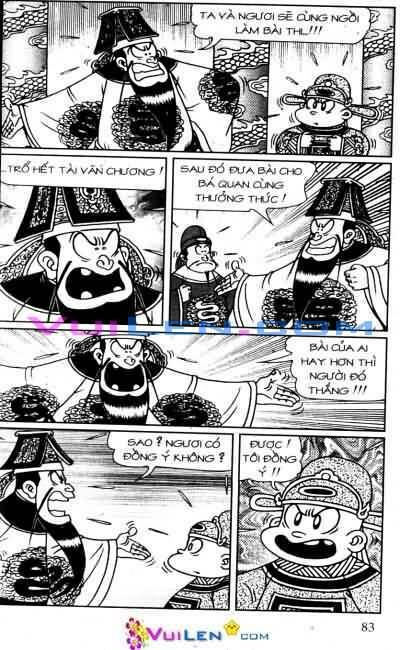 TA VÀ NGƯƠI SẼ CÙNG NGỒI
LÀM BÀI THI...!!!
...TRỔ HẾT TÀI VĂN CHƯƠNG !
SAU ĐÓ ĐƯA BÀI CHO
BÁ QUAN CÙNG
THƯỞNG THỨC !
VUILEN.COM
BÀI CỦA AI
HAY HƠN THÌ
NGƯỜI ĐÓ
THẮNG !!!
SAO ? NGƯƠI CÓ
ĐỒNG Ý KHÔNG ?
ĐƯỢC !
TÔI ĐỒNG
Ý !!
83
VUILEN.COM